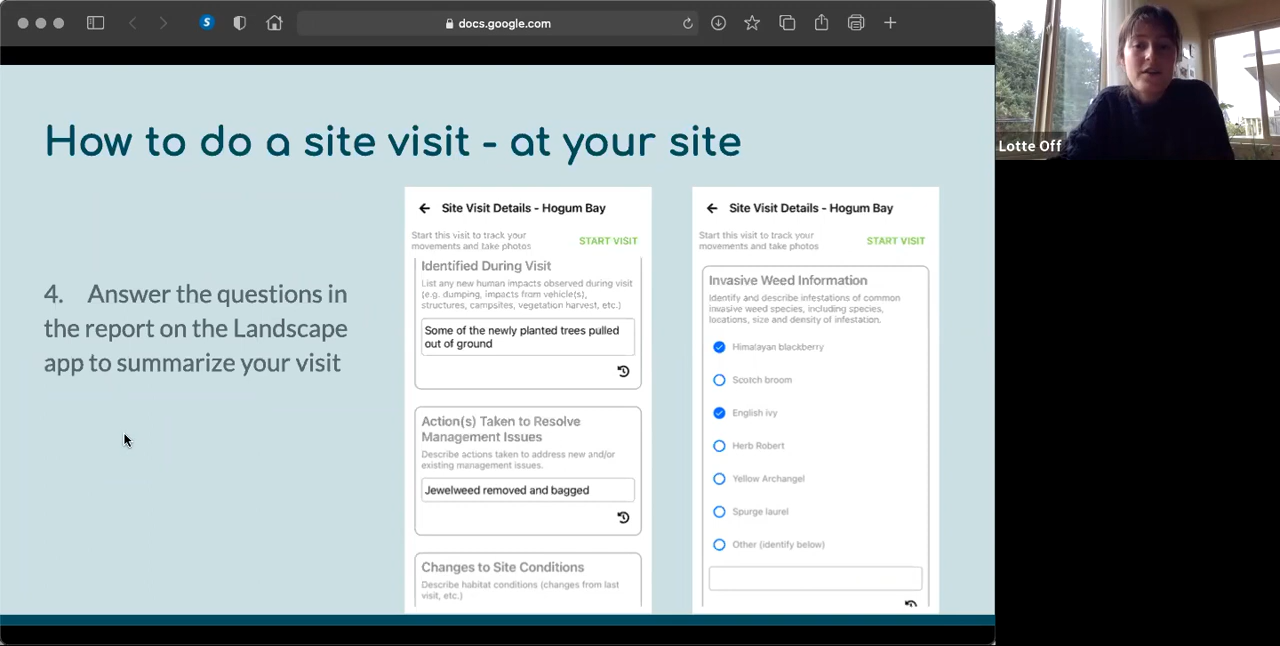 docs.google.com
Lotte Off
How to do a site visit - at your site
4. Answer the questions in
the report on the Landscape
app to summarize your visit
Site Visit Details - Hogum Bay
Start this visit to track your
movements and take photos
START VISIT
Identified During Visit
List any new human impacts observed during visit
(e.g. dumping, impacts from vehicle(s),
structures, campsites, vegetation harvest, etc.)
Some of the newly planted trees pulled
out of ground
Action(s) Taken to Resolve
Management Issues
Describe actions taken to address new and/or
existing management issues.
Jewelweed removed and bagged
Changes to Site Conditions
Describe habitat conditions (changes from last
visit, etc.)
Site Visit Details - Hogum Bay
Start this visit to track your
movements and take photos
START VISIT
Invasive Weed Information
Identify and describe infestations of common
invasive weed species, including species,
locations, size and density of infestation.
Himalayan blackberry
Scotch broom
English ivy
Herb Robert
Yellow Archangel
Spurge laurel
Other (identify below)